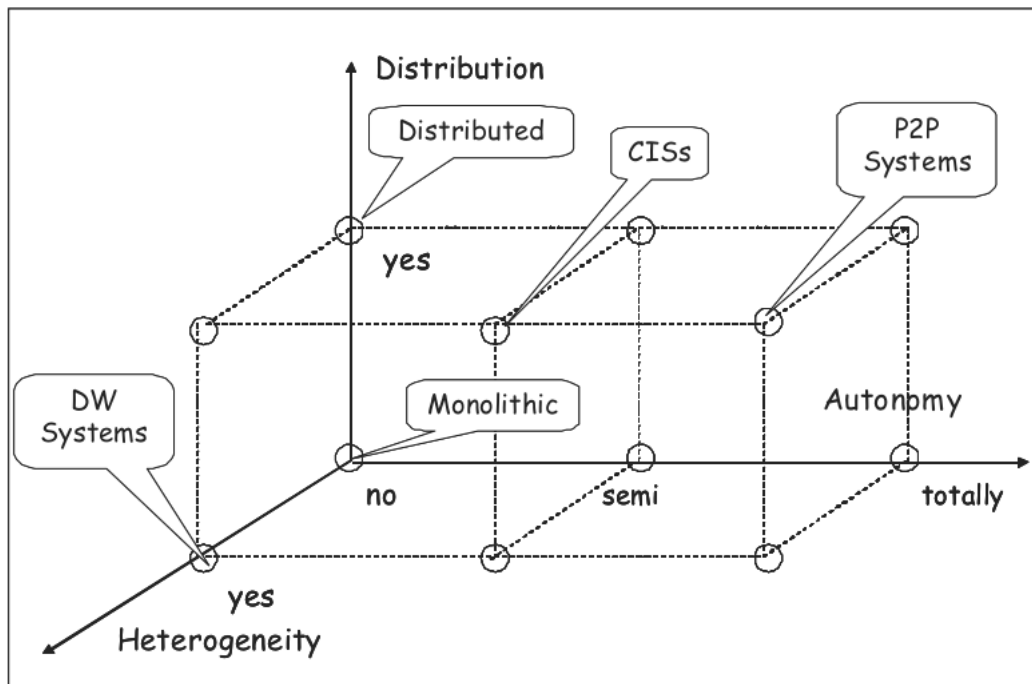 Distribution
Distributed
CISs
P2P
Systems
yes
DW
Systems
Monolithic
Autonomy
no
semi
totally
yes
Heterogeneity